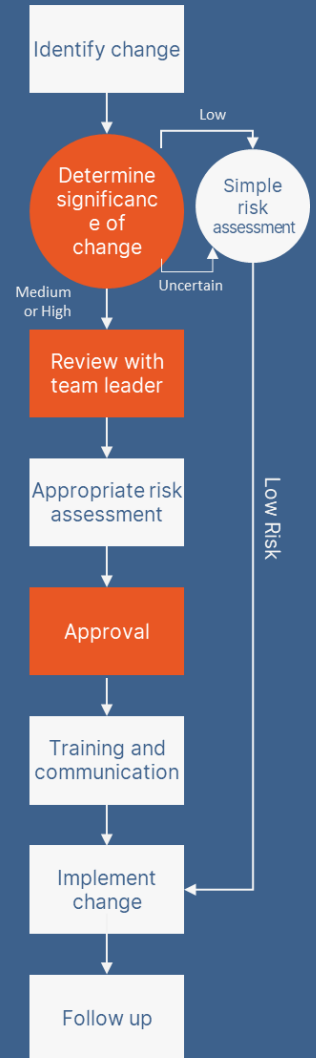 Identify change
Low
Determine
significanc
e of
change
Simple
risk
assessment
Uncertain
Medium
or High
Review with
team leader
Appropriate risk
assessment
Low Risk
Approval
Training and
communication
Implement
change
Follow up